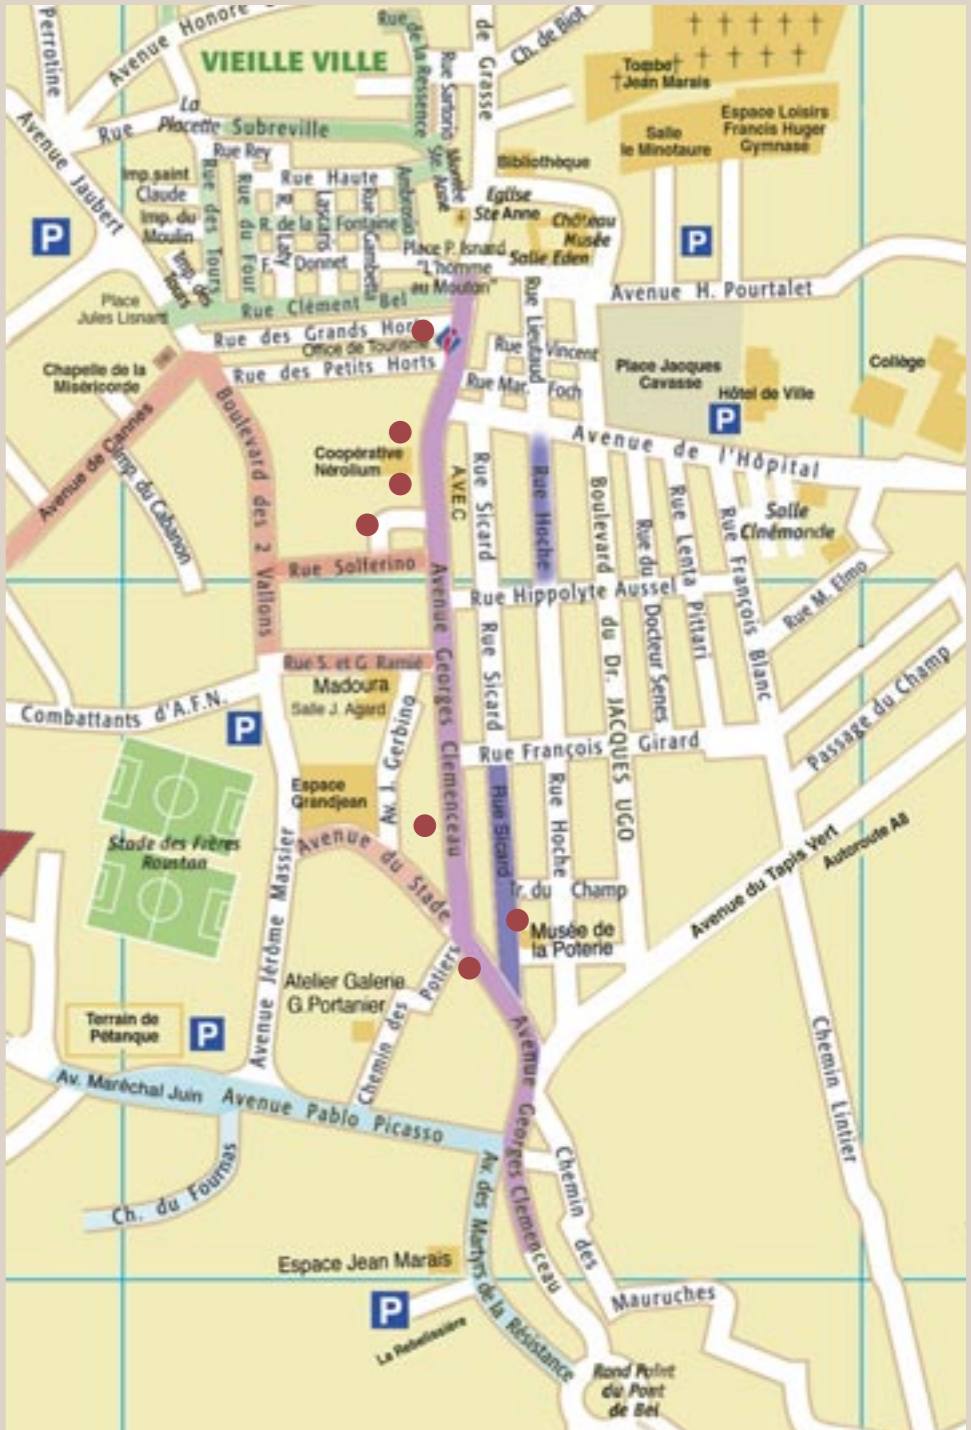 Perrotine
Avenue Honoré
VIEILLE VILLE
Rue
de la Ressence
Rue Sartorio
de Grasse
Ch. de Biot
Tombe
Jean Marais
Espace Loisirs
Francis Huger
Gymnase
Salle
le Minotaure
La
Placette
Rue
Subreville
Avenue Jaubert
Rue Rey
Rue Haute
Imp.saint
Claude
Imp. du
Moulin
Imp. des
Tours
Rue des Tours
Rue du Four
R. Laty
R. de la Fontaine
Lascaris
Rue Gambetta
F. Donnet
Ambrosio
Montée
Ste Anne
Bibliothèque
Eglise
Ste Anne
Château
Musée
Salle Eden
Place P. Isnard
"L'homme
au Mouton"
P
P
Avenue H. Pourtalet
Place
Jules Lisnard
Rue Clément Bel
Rue des Grands Hor
Office de Tourisme
Rue des Petits Horts
Rue Lieutaud
Rue Vincent
Rue Mar. Foch
Place Jacques
Cavasse
Hôtel de Ville
P
Collège
Chapelle de la
Miséricorde
Avenue de Cannes
Imp. du Cabanon
Boulevard des 2 Vallons
Coopérative
Nérolium
AVEC
Avenue de l'Hôpital
Rue Sicard
Rue Hoche
Boulevard du Dr. JACQUES UGO
Rue du Docteur Senes
Rue Lenta Pittari
Rue François Blanc
Salle
Cinémonde
Rue Solferino
Rue Hippolyte Aussel
Rue M. Elmo
Avenue Georges Clemenceau
Rue Sicard
Rue S. et G. Ramié
Madoura
Salle J. Agard
Combattants d'A.F.N.
P
Av. J. Gerbino
Rue François Girard
Passage du Champ
Espace
Grandjean
Rue Sicard
Rue Hoche
Stade des Frères
Roustan
Avenue du Stade
Avenue Jérôme Massier
Tr. du Champ
Musée de
la Poterie
Avenue du Tapis Vert
Autoroute A8
Atelier Galerie
G.Portanier
Chemin des Potiers
Terrain de
Pétanque
P
Av. Maréchal Juin
Avenue Pablo Picasso
Avenue Georges Clemenceau
Chemin Lintier
Ch. du Fournas
Av. des Martyrs de la Résistance
Chemin des Mauruches
Espace Jean Marais
P
La Rebelissière
Rond Point
du Pont
de Bel